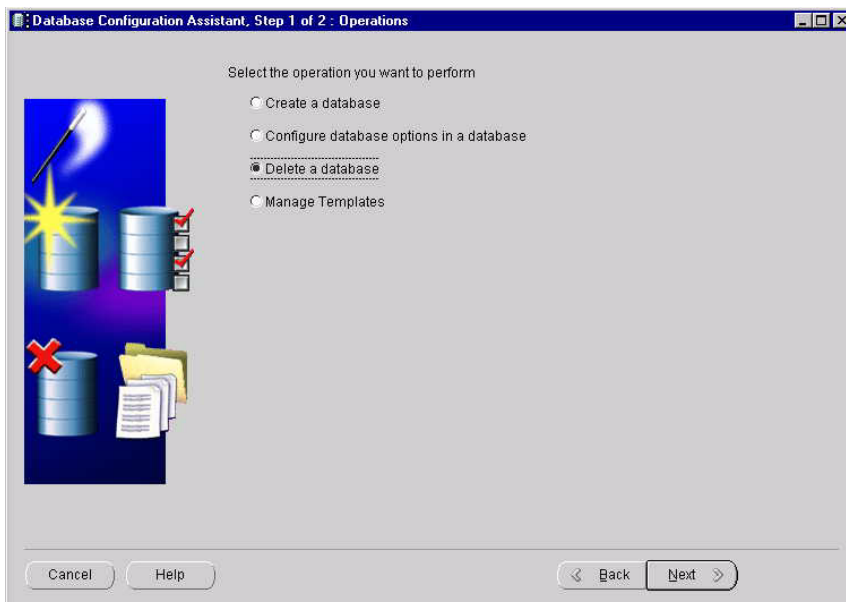 Database Configuration Assistant, Step 1 of 2 : Operations
Select the operation you want to perform
Create a database
Configure database options in a database
Delete a database
Manage Templates
Cancel
Help
Back
Next